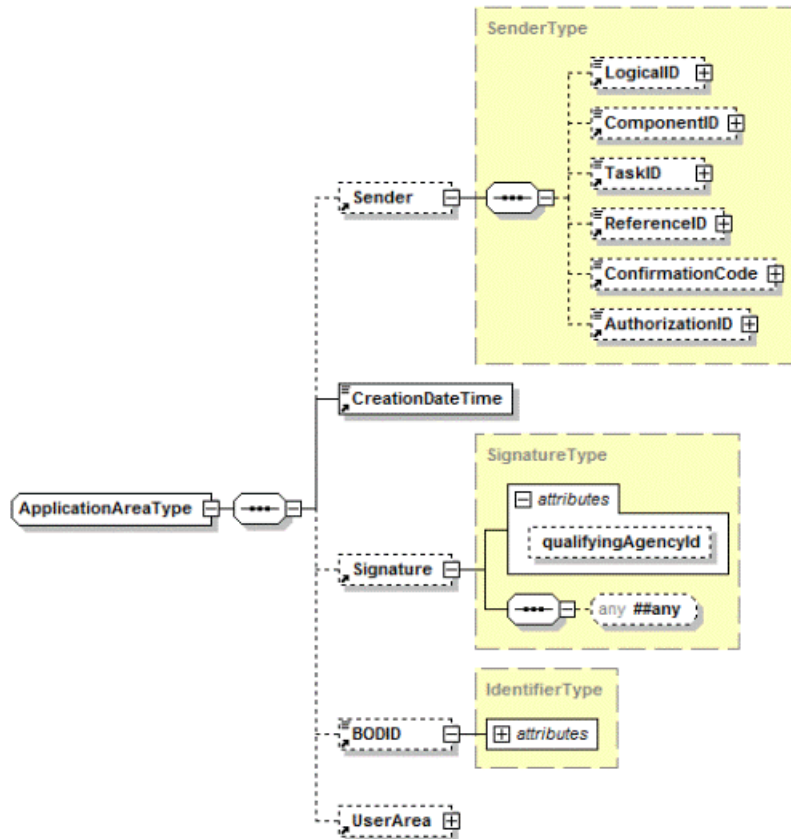 SenderType
LogicalID
ComponentID
TaskID
Sender
ReferenceID
ConfirmationCode
AuthorizationID
CreationDateTime
SignatureType
attributes
ApplicationAreaType
qualifyingAgencyId
Signature
any ##any
IdentifierType
BODID
attributes
UserArea